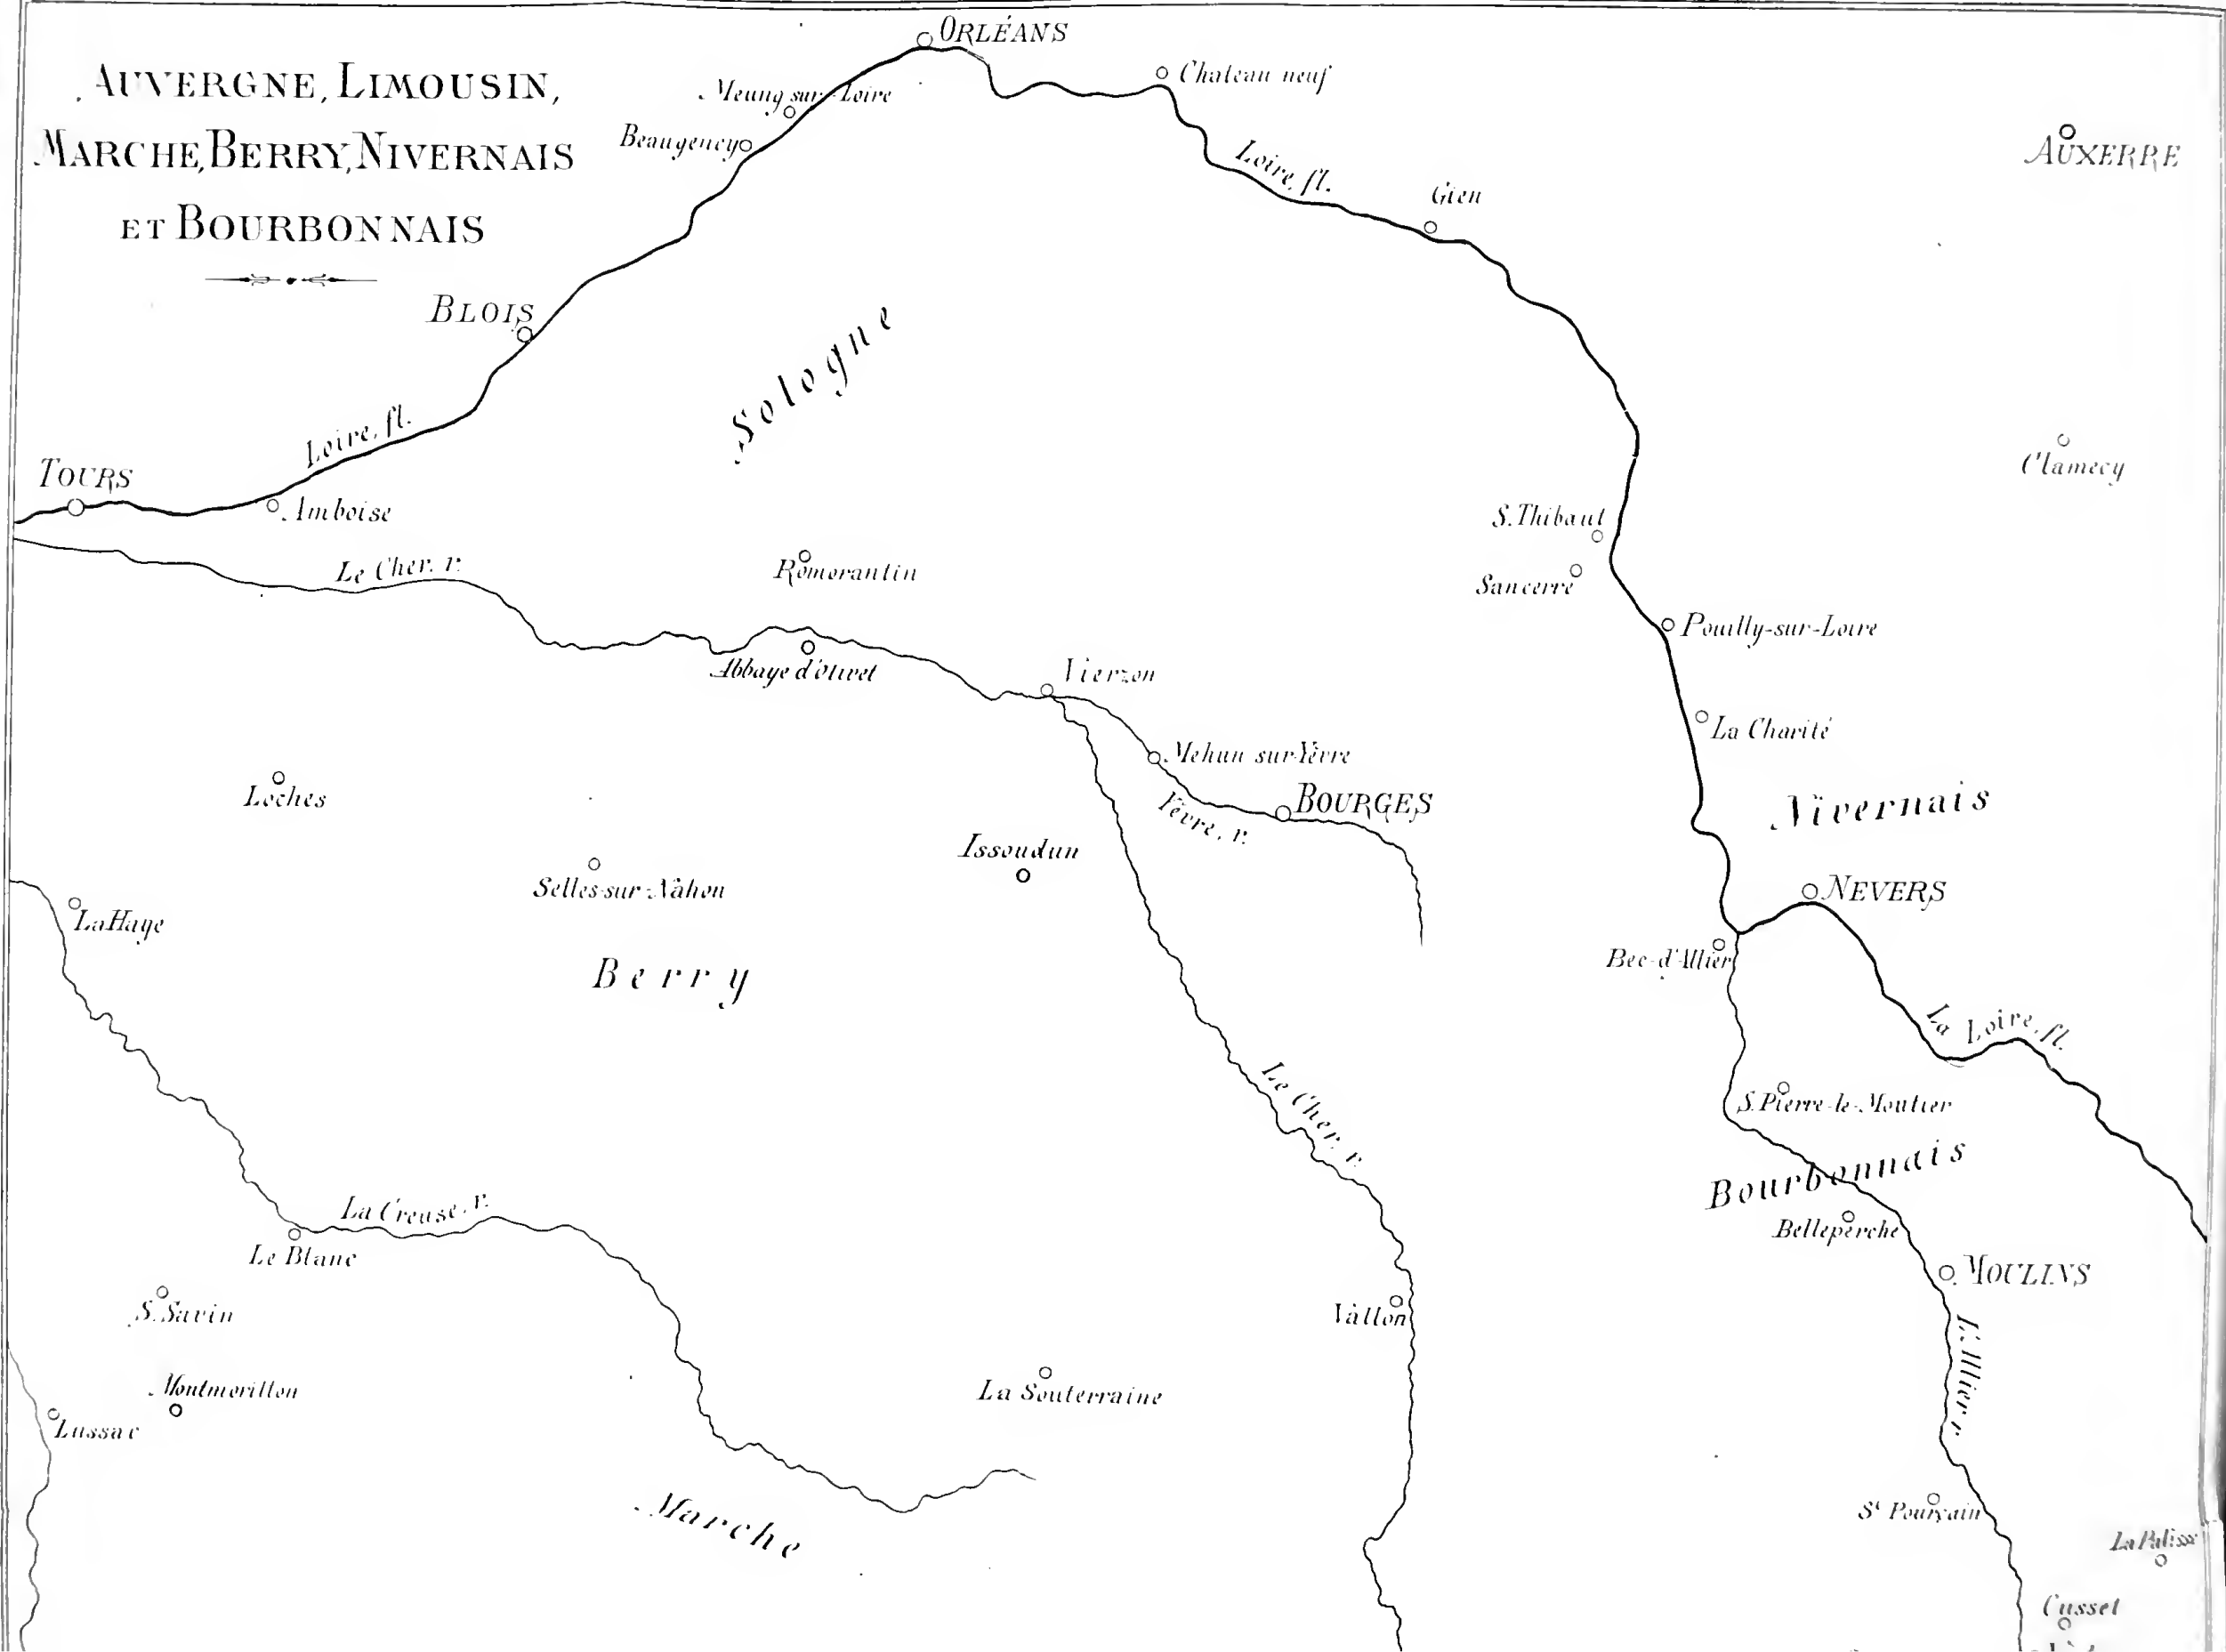 AUVERGNE, LIMOUSIN,
MARCHE, BERRY, NIVERNAIS
ET BOURBONNAIS
ORLÉANS
Meung sur-Loire
Chateau neuf
Beaugency
AUXERRE
Loire, fl.
Gien
BLOIS
Sologne
Loire, fl.
TOURS
Amboise
Clamecy
S. Thibaut
Le Cher. r.
Romorantin
Sancerre
Pouilly-sur-Loire
Abbaye d'Olivet
Vierzon
La Charité
Mehun sur-Yèvre
Loches
Yèvre, r.
BOURGES
Nivernais
Issoudun
Selles-sur-Nahon
NEVERS
La Haye
Bec-d'Allier
Berry
La Loire, fl.
Le Cher, r.
S. Pierre-le-Moutier
Bourbonnais
La Creuse, r.
Belleperche
Le Blanc
MOULINS
S. Savin
Vallon
L'Allier, r.
Montmorillon
La Souterraine
Lussac
Marche
St Pourçain
La Palisse
Cusset